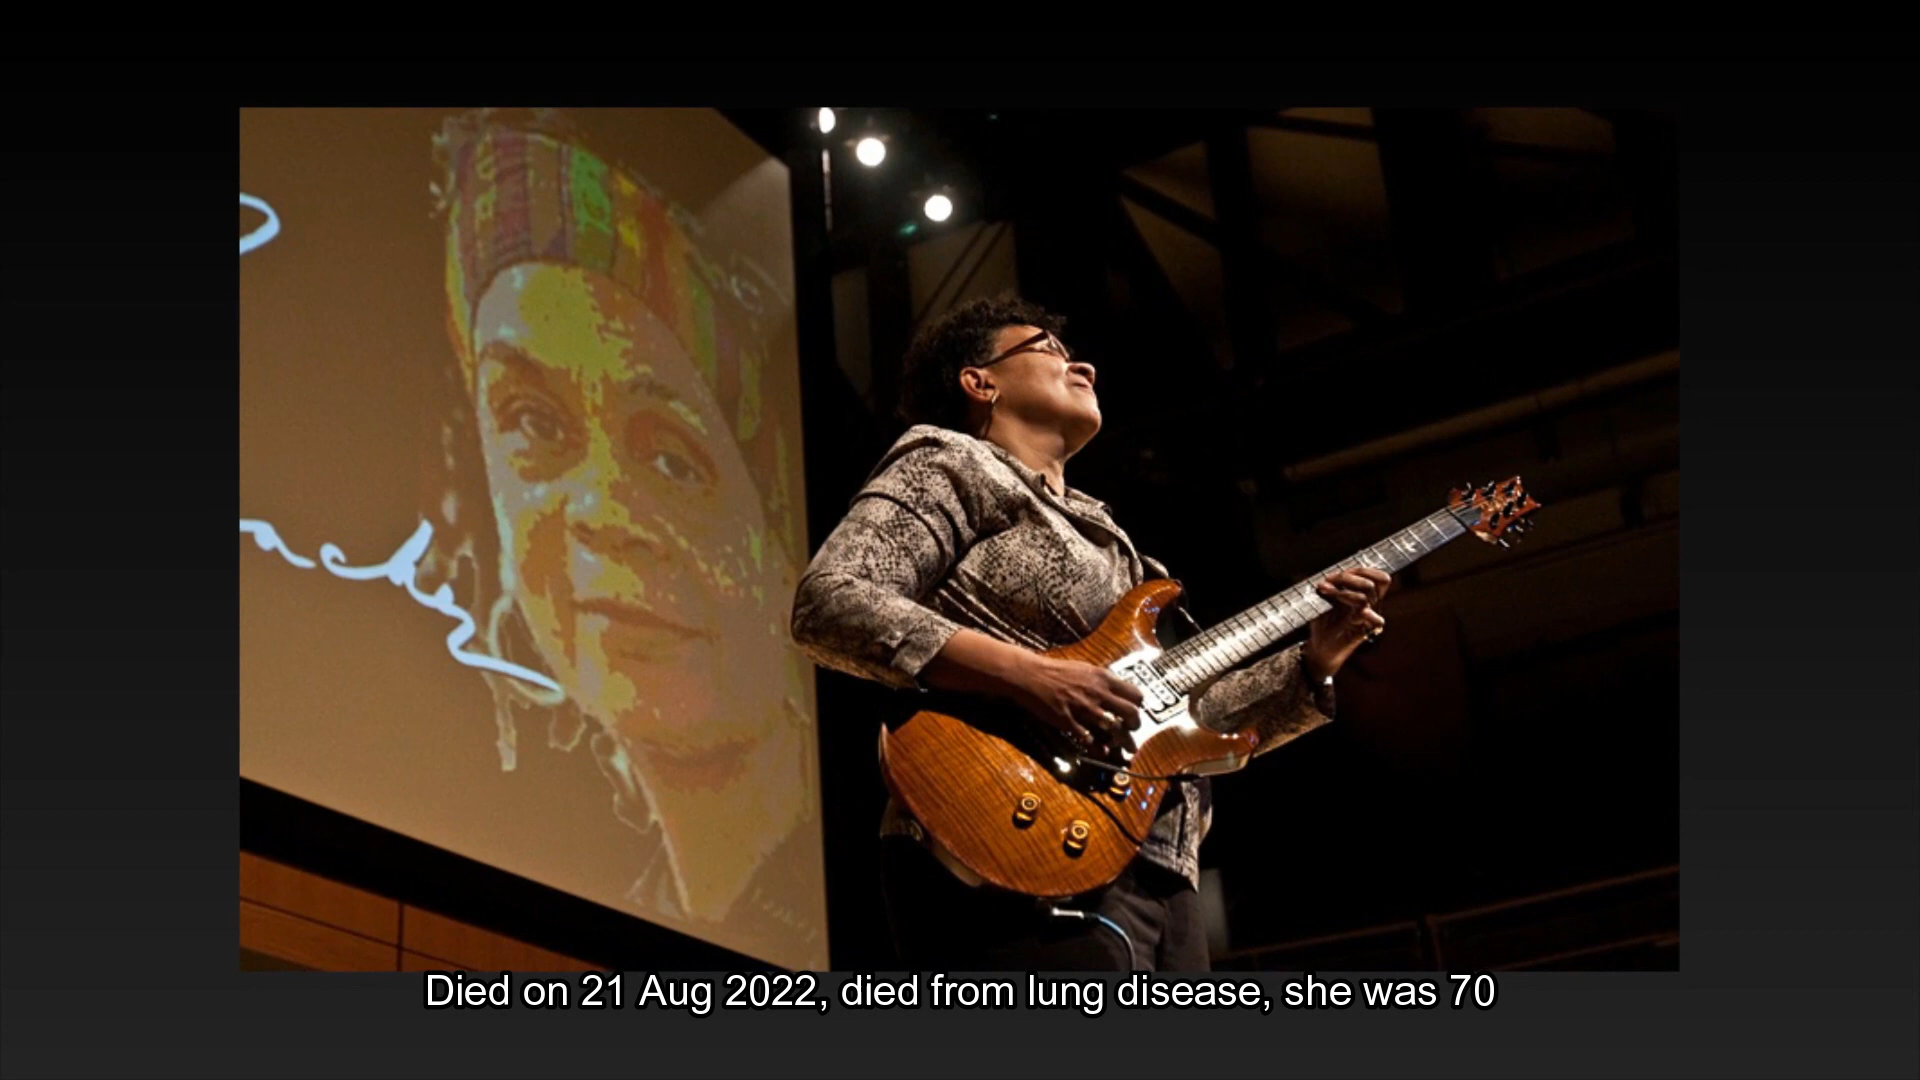 Died on 21 Aug 2022, died from lung disease, she was 70